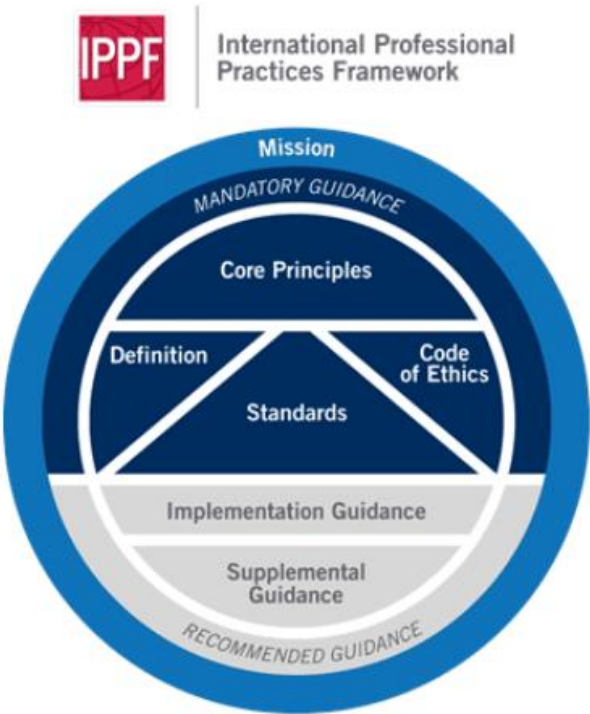 IPPF
International Professional
Practices Framework
Mission
MANDATORY GUIDANCE
Core Principles
Definition
Code
of Ethics
Standards
Implementation Guidance
Supplemental
Guidance
RECOMMENDED GUIDANCE